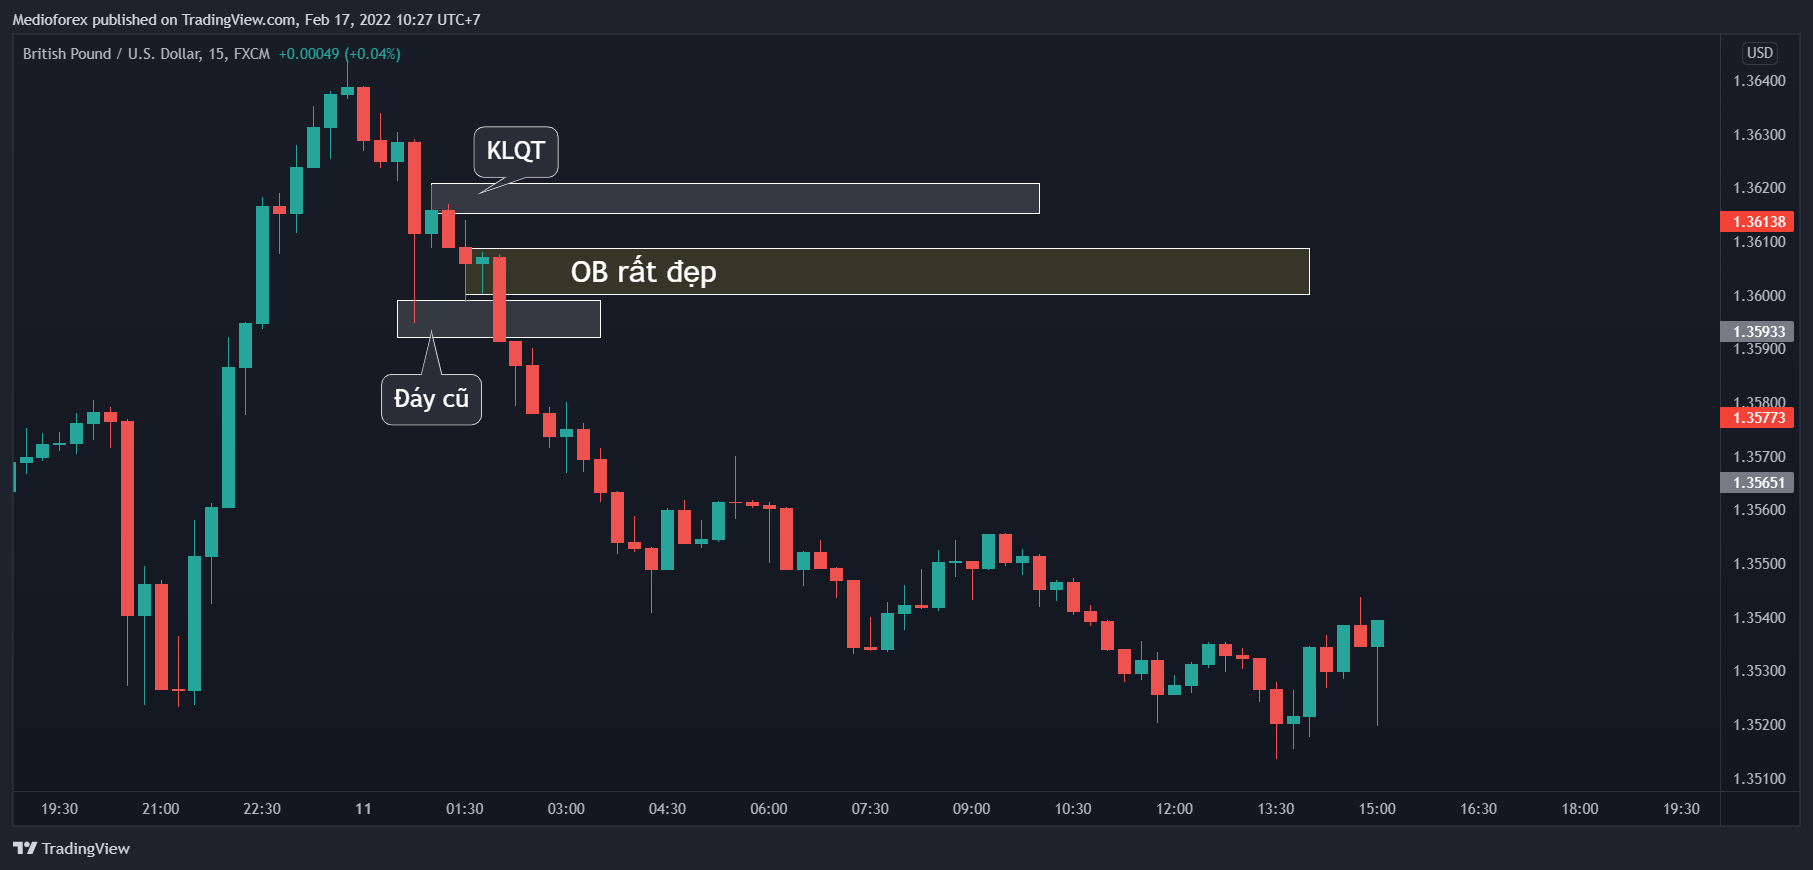 Medioforex published on TradingView.com, Feb 17, 2022 10:27 UTC+7
British Pound / U.S. Dollar, 15, FXCM +0.00049 (+0.04%)
USD
1.36400
1.36300
1.36200
1.36138
1.36100
1.36000
1.35933
1.35900
1.35800
1.35773
1.35700
1.35651
1.35600
1.35500
1.35400
1.35300
1.35200
1.35100
KLQT
OB rất đẹp
Đáy cũ
19:30 21:00 22:30 11 01:30 03:00 04:30 06:00 07:30 09:00 10:30 12:00 13:30 15:00 16:30 18:00 19:30
TradingView